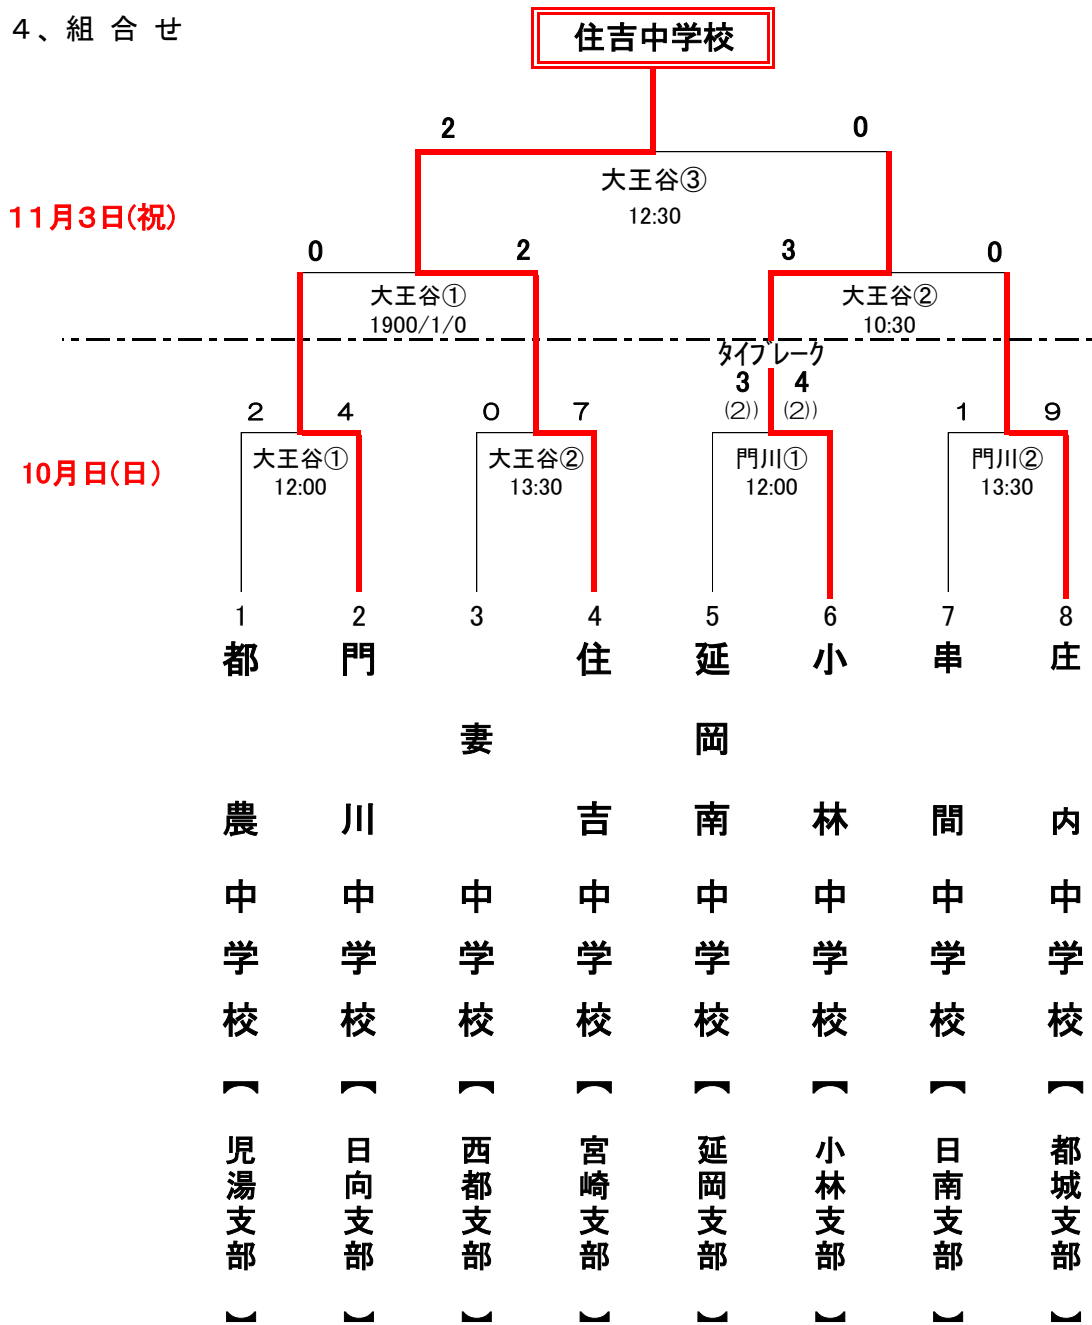 ４、組 合 せ
住吉中学校
2
0
大王谷③
12:30
11月3日(祝)
0
2
3
0
大王谷①
1900/1/0
大王谷②
10:30
タイブレーク
3
4
(2))
(2))
2
4
0
7
1
9
大王谷①
12:00
大王谷②
13:30
門川①
12:00
門川②
13:30
10月日(日)
1
2
3
4
5
6
7
8
都農中学校【児湯支部】
門川中学校【日向支部】
妻中学校【西都支部】
住吉中学校【宮崎支部】
延岡南中学校【延岡支部】
小林中学校【小林支部】
串間中学校【日南支部】
庄内中学校【都城支部】